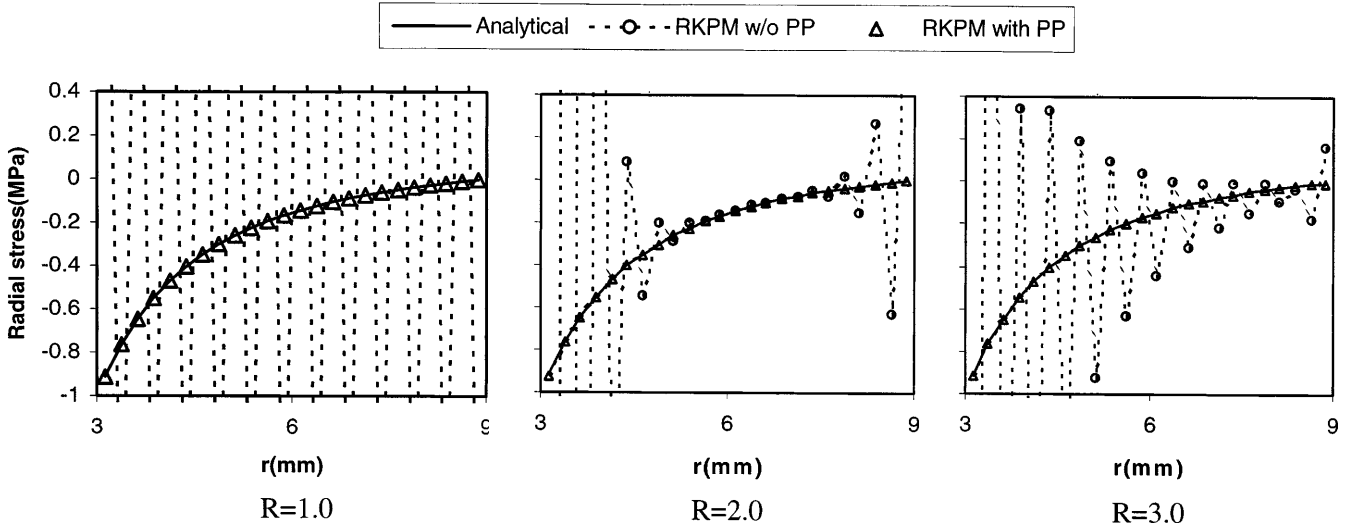 Analytical RKPM w/o PP RKPM with PP
0.4
0.2
0
-0.2
-0.4
-0.6
-0.8
-1
Radial stress(MPa)
3 6 9
3 6 9
3 6 9
r(mm)
r(mm)
r(mm)
R=1.0
R=2.0
R=3.0